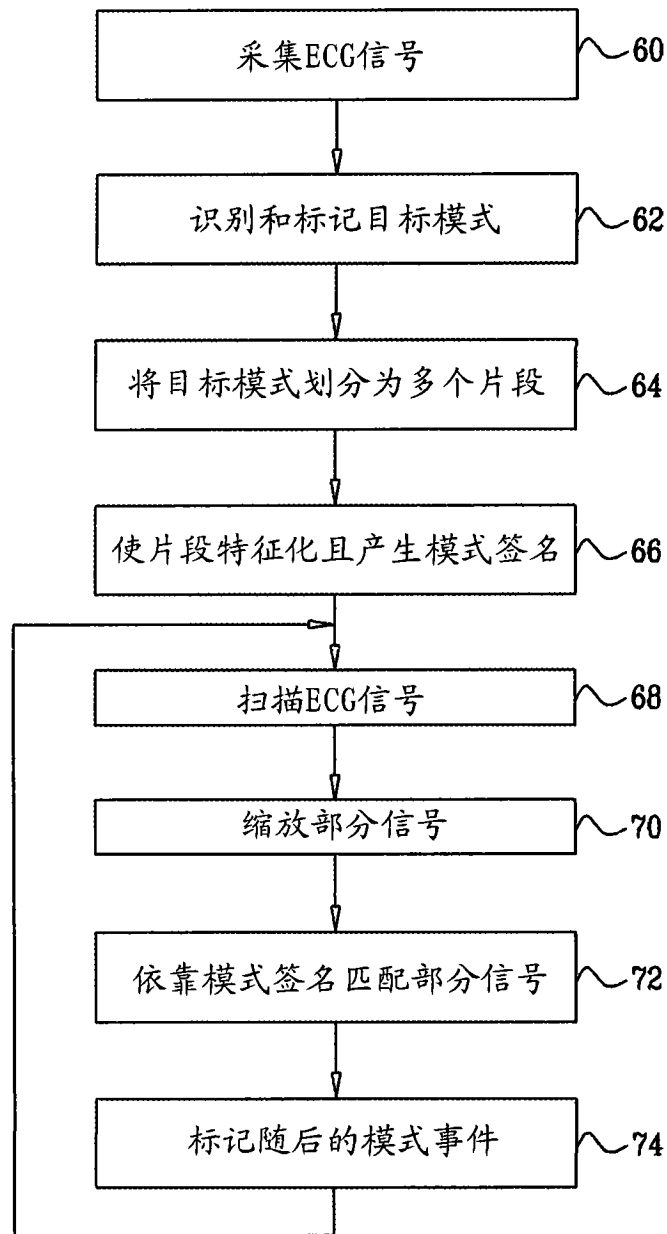 采集ECG信号
60
识别和标记目标模式
62
将目标模式划分为多个片段
64
使片段特征化且产生模式签名
66
扫描ECG信号
68
缩放部分信号
70
依靠模式签名匹配部分信号
72
标记随后的模式事件
74